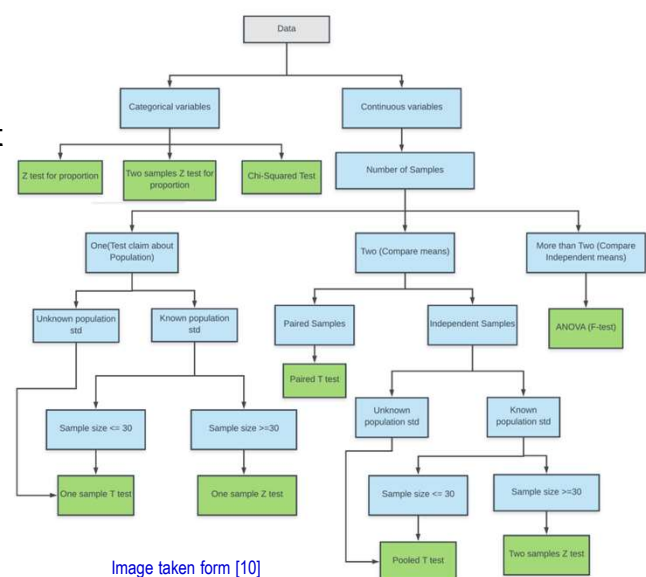 Data
Categorical variables
Continuous variables
Z test for proportion
Two samples Z test for
proportion
Chi-Squared Test
Number of Samples
One(Test claim about
Population)
Two (Compare means)
More than Two (Compare
Independent means)
Unknown population
std
Known population
std
Paired Samples
Independent Samples
ANOVA (F-test)
Paired T test
Unknown
population std
Known
population std
Sample size <= 30
Sample size >=30
One sample T test
One sample Z test
Sample size <= 30
Sample size >=30
Pooled T test
Two samples Z test
Image taken form [10]